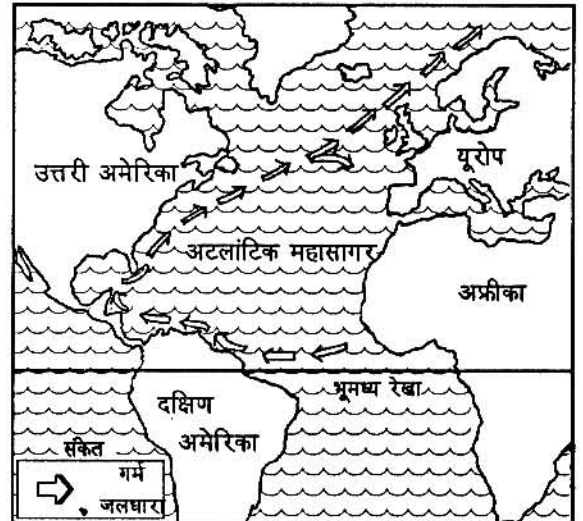 उत्तरी अमेरिका
यूरोप
अटलांटिक महासागर
अफ्रीका
भूमध्य रेखा
दक्षिण
अमेरिका
संकेत
गर्म
जलधारा